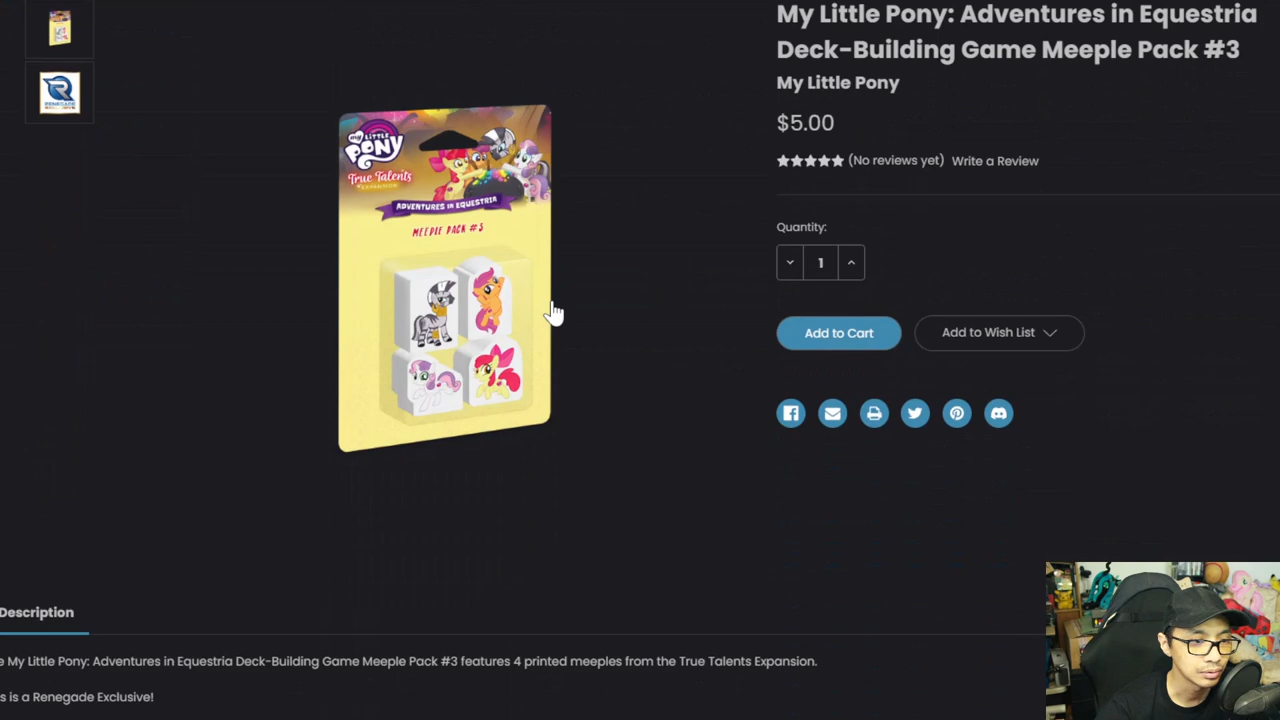 My Little Pony: Adventures in Equestria
Deck-Building Game Meeple Pack #3
My Little Pony
$5.00
(No reviews yet) Write a Review
Quantity:
1
Add to Cart
Add to Wish List
my LITTLE
PONY
True Talents
EXPANSION
ADVENTURES IN EQUESTRIA
MEEPLE PACK #3
R
RENEGADE
Description
e My Little Pony: Adventures in Equestria Deck-Building Game Meeple Pack #3 features 4 printed meeples from the True Talents Expansion.
s is a Renegade Exclusive!